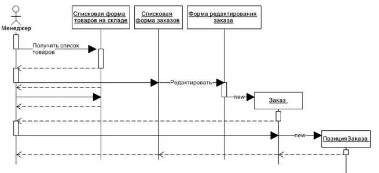 Списковая форма
товаров на складе
Списковая
форма заказов
Форма редактирования
заказа
Менеджер
Получить список
товаров
Редактировать
new
Заказ
new
ПозицияЗаказа